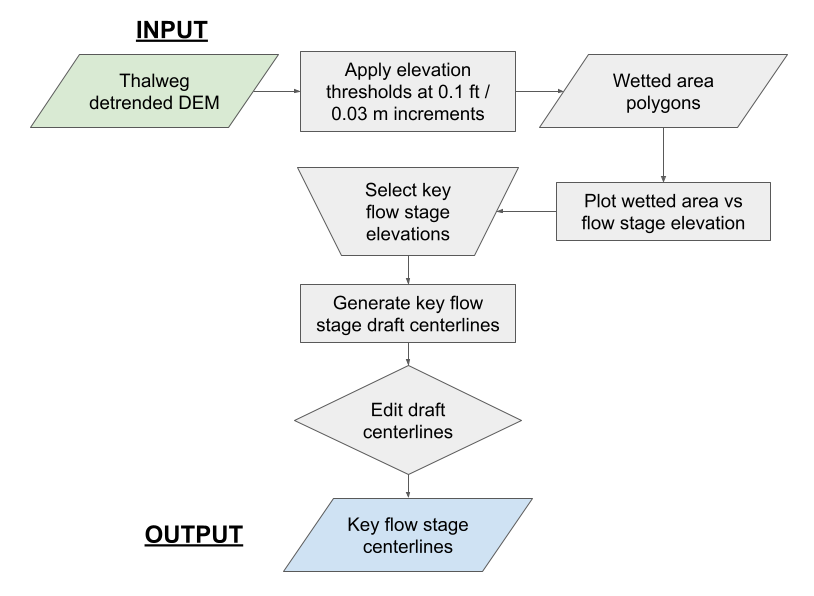 INPUT
Thalweg
detrended DEM
Apply elevation
thresholds at 0.1 ft /
0.03 m increments
Wetted area
polygons
Plot wetted area vs
flow stage elevation
Select key
flow stage
elevations
Generate key flow
stage draft centerlines
Edit draft
centerlines
OUTPUT
Key flow stage
centerlines